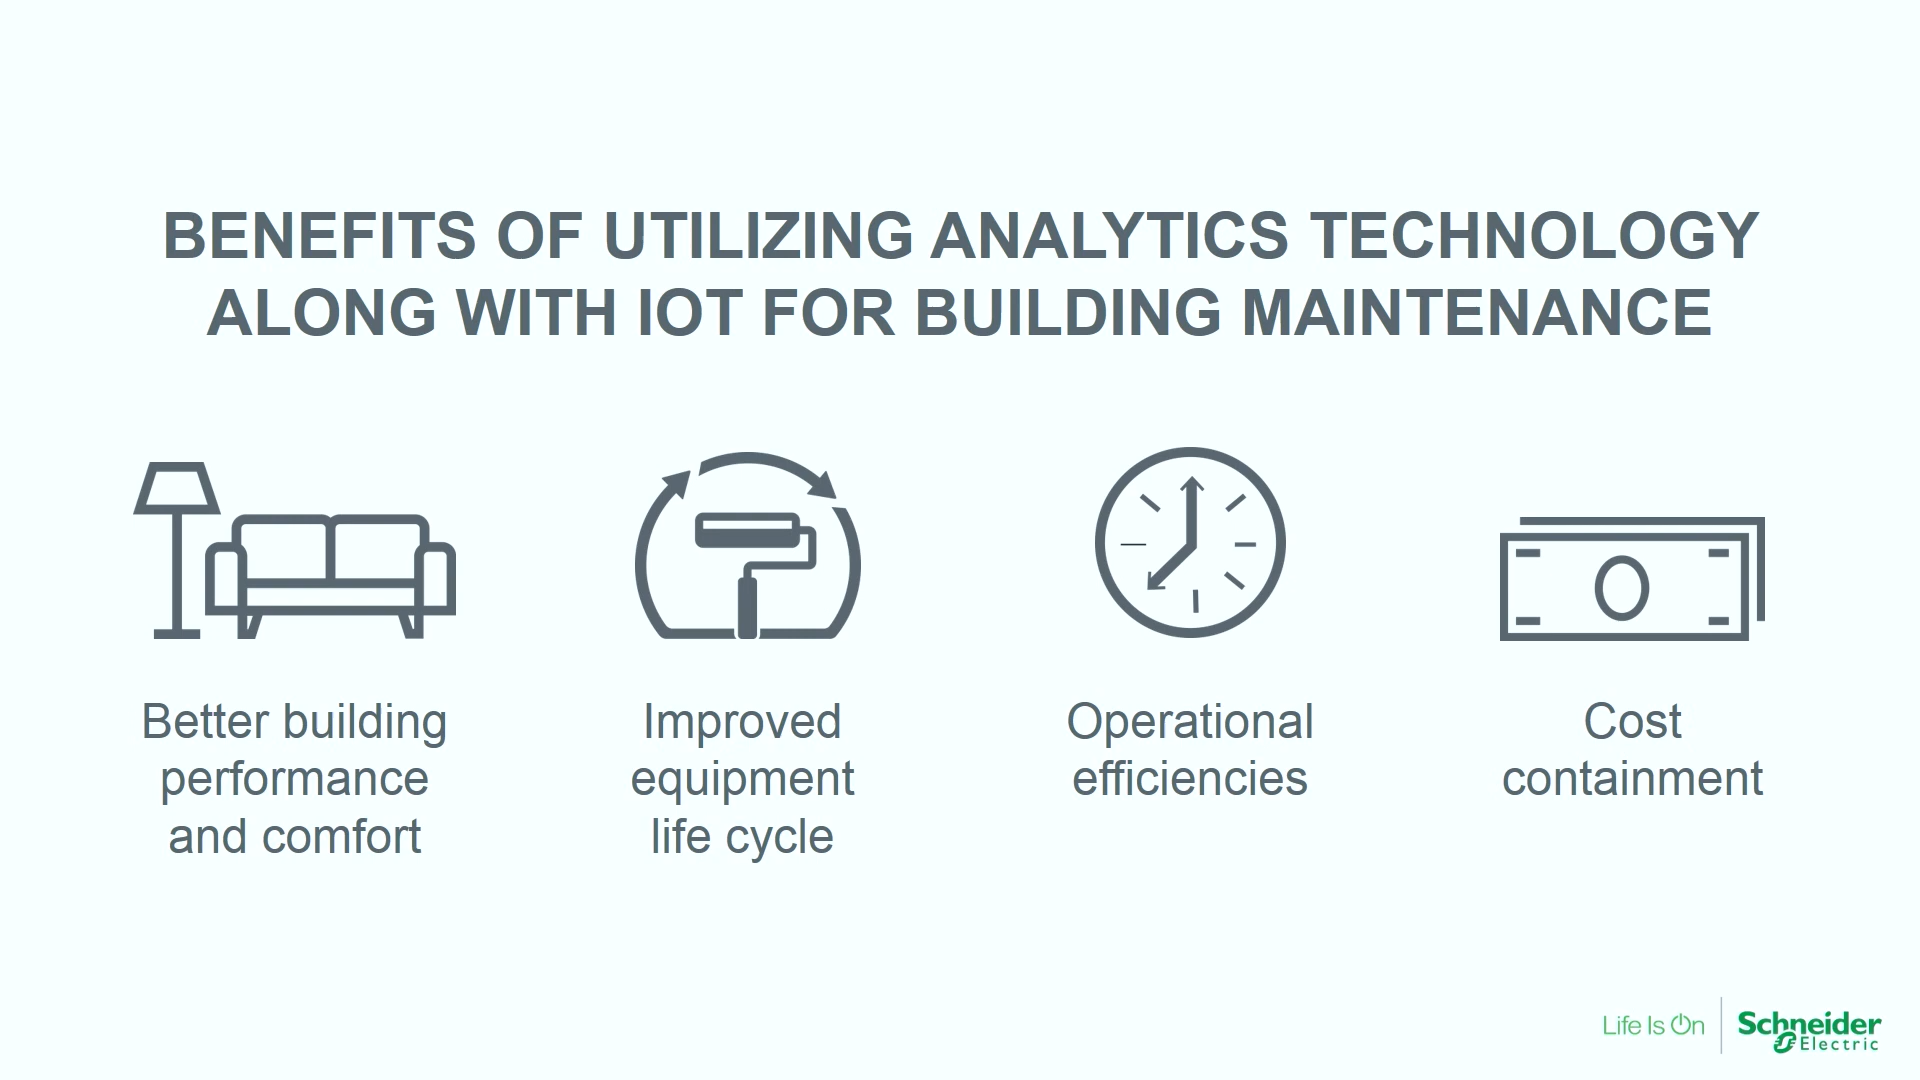 BENEFITS OF UTILIZING ANALYTICS TECHNOLOGY
ALONG WITH IOT FOR BUILDING MAINTENANCE
Better building
performance
and comfort
Improved
equipment
life cycle
Operational
efficiencies
Cost
containment
Life Is On
Schneider
Electric